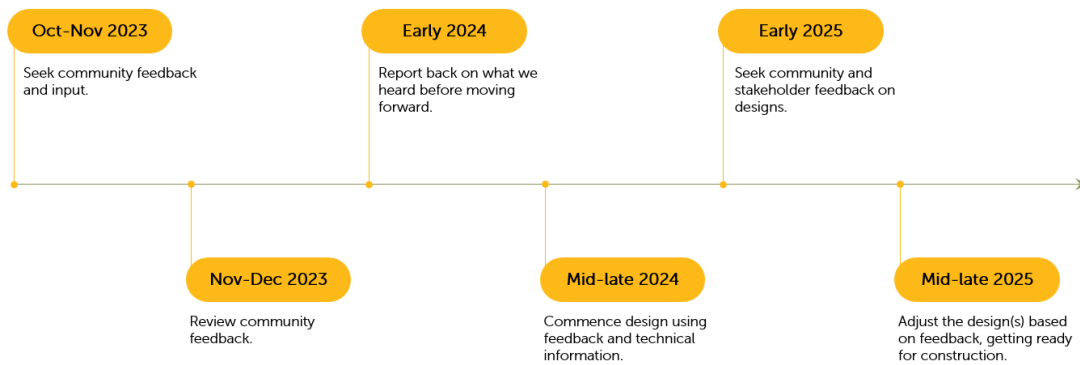 Oct-Nov 2023
Seek community feedback
and input.
Nov-Dec 2023
Review community
feedback.
Early 2024
Report back on what we
heard before moving
forward.
Mid-late 2024
Commence design using
feedback and technical
information.
Early 2025
Seek community and
stakeholder feedback on
designs.
Mid-late 2025
Adjust the design(s) based
on feedback, getting ready
for construction.